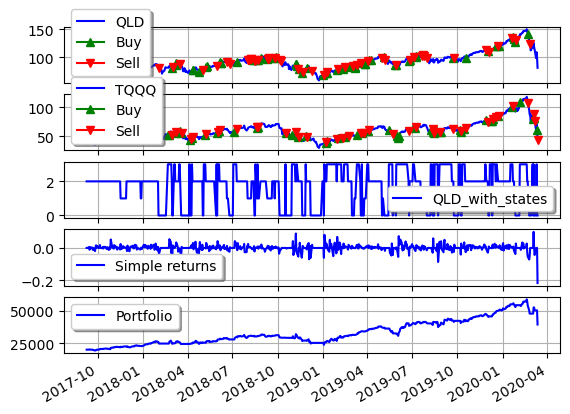 150
100
QLD
Buy
Sell
100
50
TQQQ
Buy
Sell
2
0
QLD_with_states
0.0
−0.2
Simple returns
50000
25000
Portfolio
2017-10 2018-01 2018-04 2018-07 2018-10 2019-01 2019-04 2019-07 2019-10 2020-01 2020-04